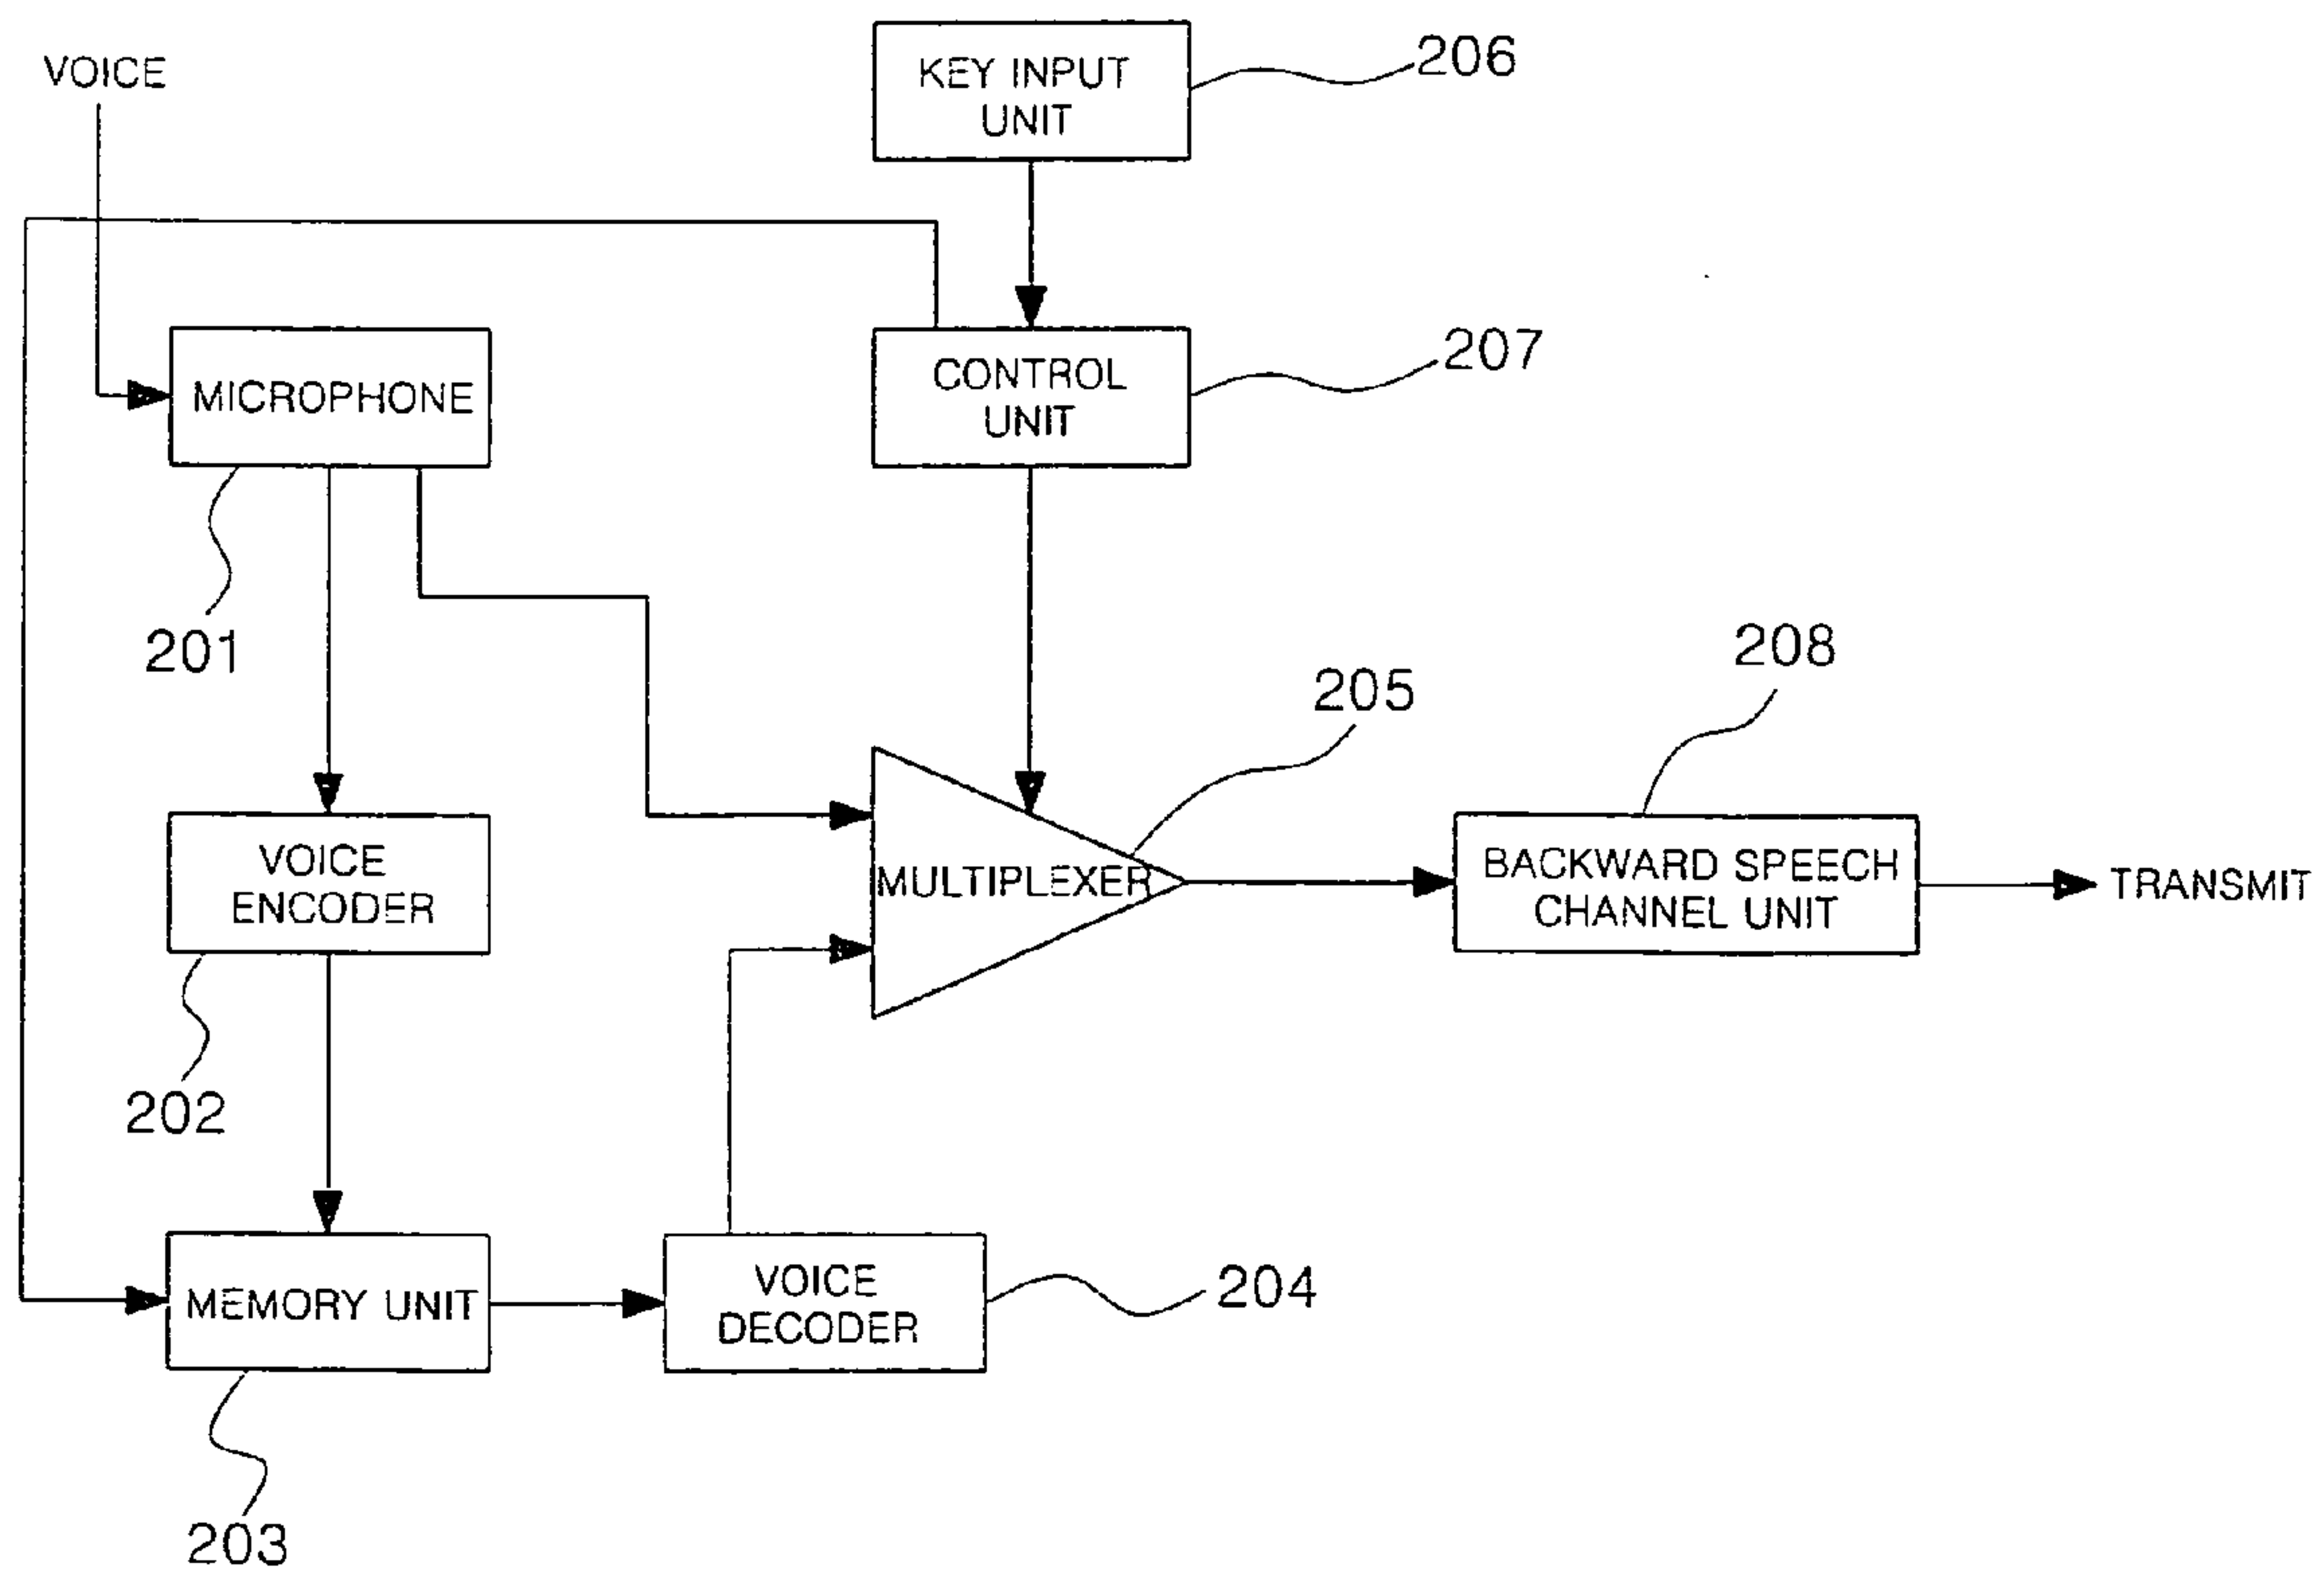 VOICE
KEY INPUT
UNIT
206
MICROPHONE
CONTROL
UNIT
207
201
208
205
VOICE
ENCODER
MULTIPLEXER
BACKWARD SPEECH
CHANNEL UNIT
TRANSMIT
202
MEMORY UNIT
VOICE
DECODER
204
203